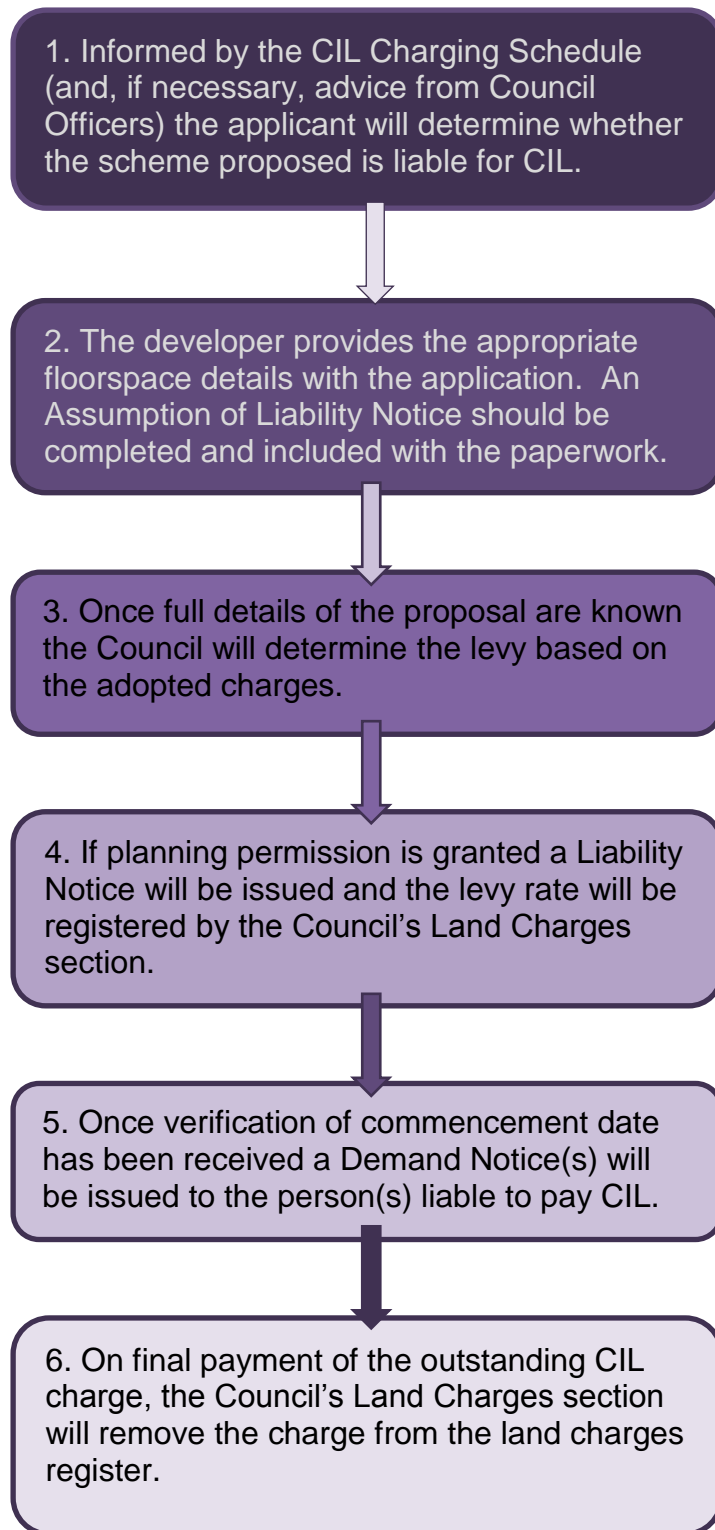 1. Informed by the CIL Charging Schedule
(and, if necessary, advice from Council
Officers) the applicant will determine whether
the scheme proposed is liable for CIL.
2. The developer provides the appropriate
floorspace details with the application.  An
Assumption of Liability Notice should be
completed and included with the paperwork.
3. Once full details of the proposal are known
the Council will determine the levy based on
the adopted charges.
4. If planning permission is granted a Liability
Notice will be issued and the levy rate will be
registered by the Council’s Land Charges
section.
5. Once verification of commencement date
has been received a Demand Notice(s) will
be issued to the person(s) liable to pay CIL.
6. On final payment of the outstanding CIL
charge, the Council’s Land Charges section
will remove the charge from the land charges
register.